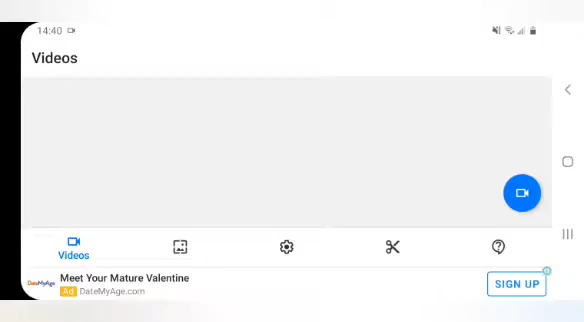 14:40
Videos
Videos
DateMyAge
Meet Your Mature Valentine
Ad DateMyAge.com
SIGN UP